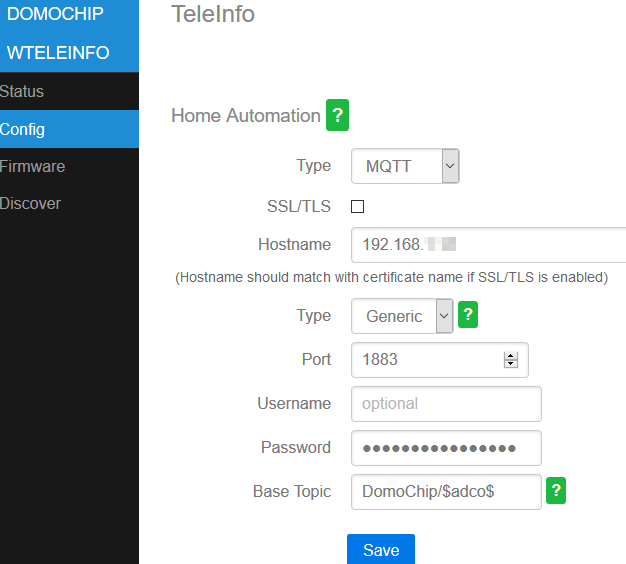 DOMOCHIP
WTELEINFO
Status
Config
Firmware
Discover
TeleInfo
Home Automation ?
Type MQTT
SSL/TLS
Hostname 192.168.
(Hostname should match with certificate name if SSL/TLS is enabled)
Type Generic ?
Port 1883
Username optional
Password ●●●●●●●●●●●●●●●●
Base Topic DomoChip/$adco$ ?
Save